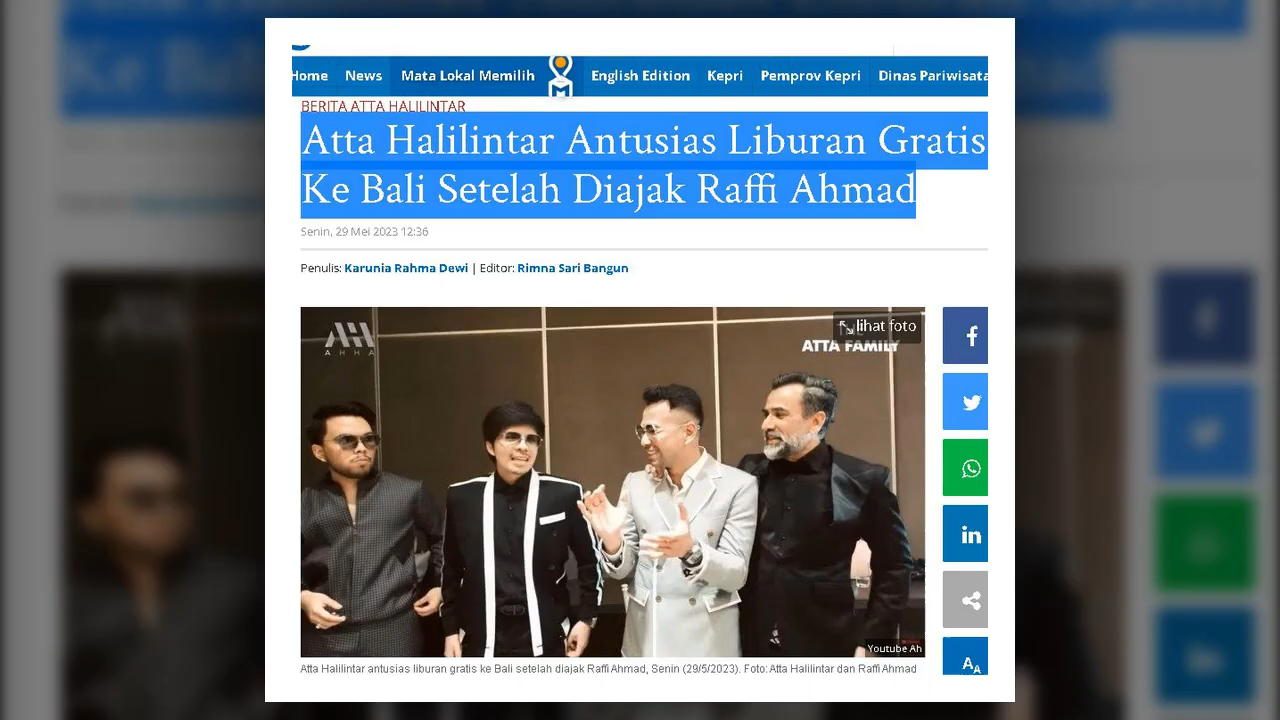 Home News Mata Lokal Memilih English Edition Kepri Pemprov Kepri Dinas Pariwisata
BERITA ATTA HALILINTAR
Atta Halilintar Antusias Liburan Gratis
Ke Bali Setelah Diajak Raffi Ahmad
Senin, 29 Mei 2023 12:36
Penulis: Karunia Rahma Dewi | Editor: Rimna Sari Bangun
lihat foto
AHHA
ATTA FAMILY
Youtube Ah
Atta Halilintar antusias liburan gratis ke Bali setelah diajak Raffi Ahmad, Senin (29/5/2023). Foto: Atta Halilintar dan Raffi Ahmad